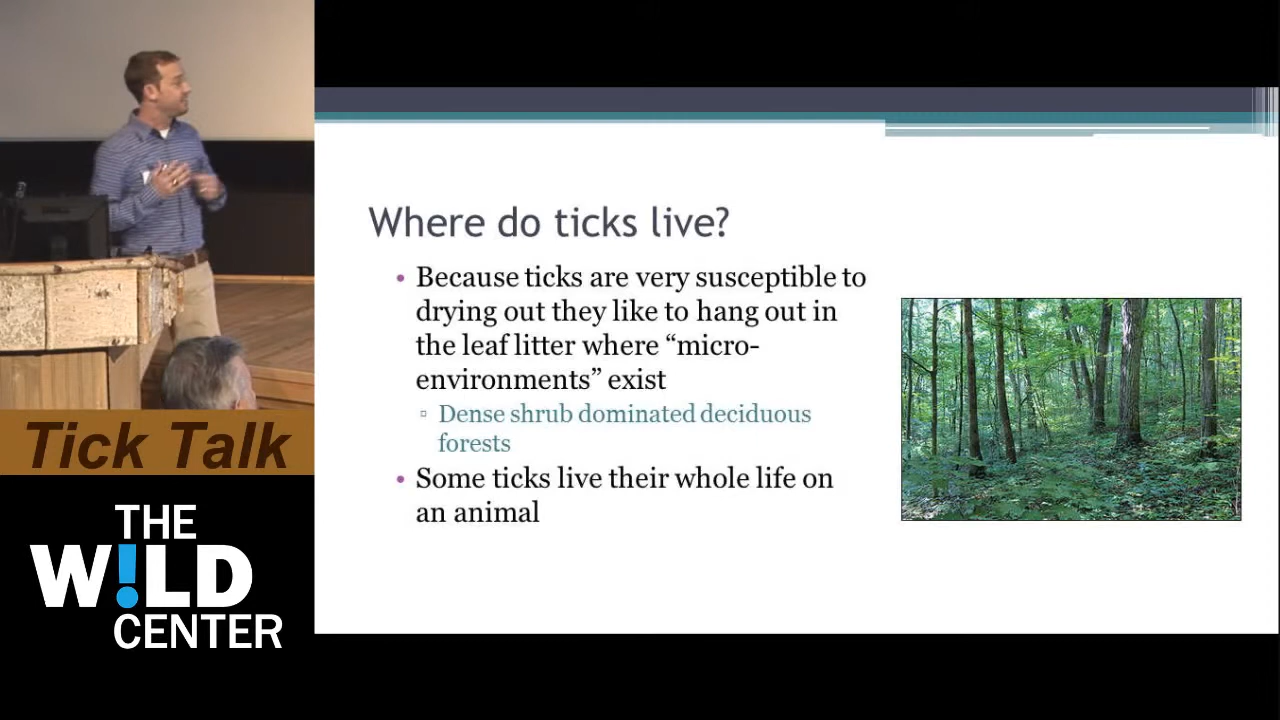 Where do ticks live?
• Because ticks are very susceptible to
drying out they like to hang out in
the leaf litter where “micro-
environments” exist
▫ Dense shrub dominated deciduous
forests
• Some ticks live their whole life on
an animal
Tick Talk
THE
W!LD
CENTER